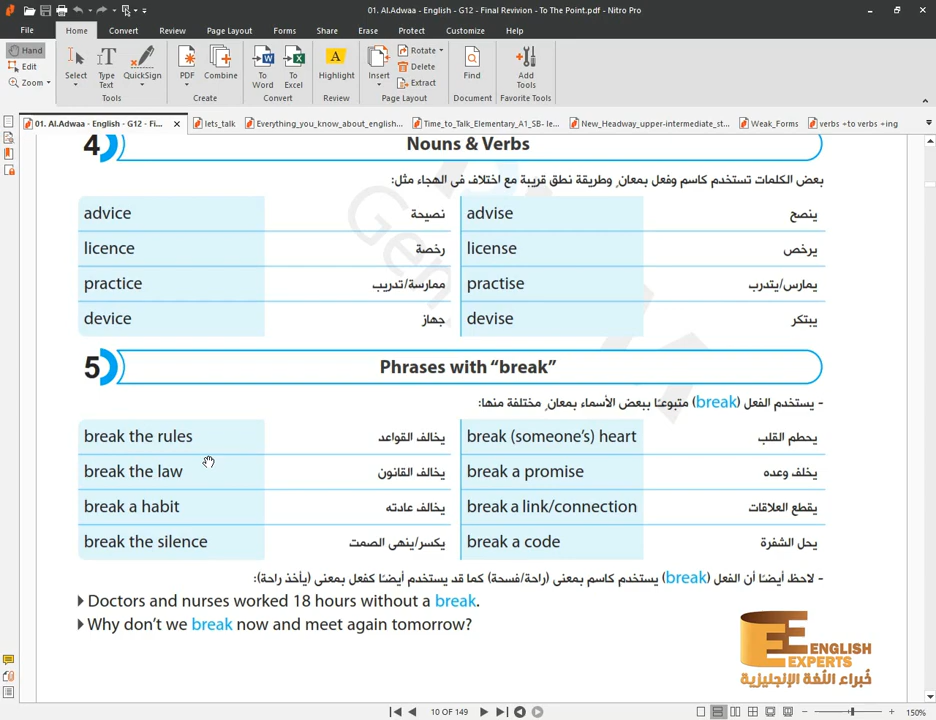 01. Al.Adwaa - English - G12 - Final Revivion - To The Point.pdf - Nitro Pro
File Home Convert Review Page Layout Forms Share Erase Protect Customize Help
Hand Edit Zoom
Select Type Text QuickSign
Tools
PDF Combine
Create
To Word To Excel
Convert
Highlight
Review
Insert Rotate Delete Extract
Page Layout
Find
Document
Add Tools
Favorite Tools
01. Al.Adwaa - English - G12 - Fi... lets_talk Everything_you_know_about_english... Time_to_Talk_Elementary_A1_SB- le... New_Headway_upper-intermediate_st... Weak_Forms verbs +to verbs +ing
4 Nouns & Verbs
بعض الكلمات تستخدم كاسم وفعل بمعانٍ وطريقة نطق قريبة مع اختلاف فى الهجاء مثل:
advice نصيحة advise ينصح
licence رخصة license يرخص
practice ممارسة/تدريب practise يمارس/يتدرب
device جهاز devise يبتكر
5 Phrases with “break”
- يستخدم الفعل (break) متبوعًا ببعض الأسماء بمعانٍ مختلفة منها:
break the rules يخالف القواعد break (someone’s) heart يحطم القلب
break the law يخالف القانون break a promise يخلف وعده
break a habit يخالف عادته break a link/connection يقطع العلاقات
break the silence يكسر/ينهى الصمت break a code يحل الشفرة
- لاحظ أيضًا أن الفعل (break) يستخدم كاسم بمعنى (راحة/فسحة) كما قد يستخدم أيضًا كفعل بمعنى (يأخذ راحة):
Doctors and nurses worked 18 hours without a break.
Why don’t we break now and meet again tomorrow?
ENGLISH
EXPERTS
خُبراء اللُغة الإنجليزية
10 OF 149
150%